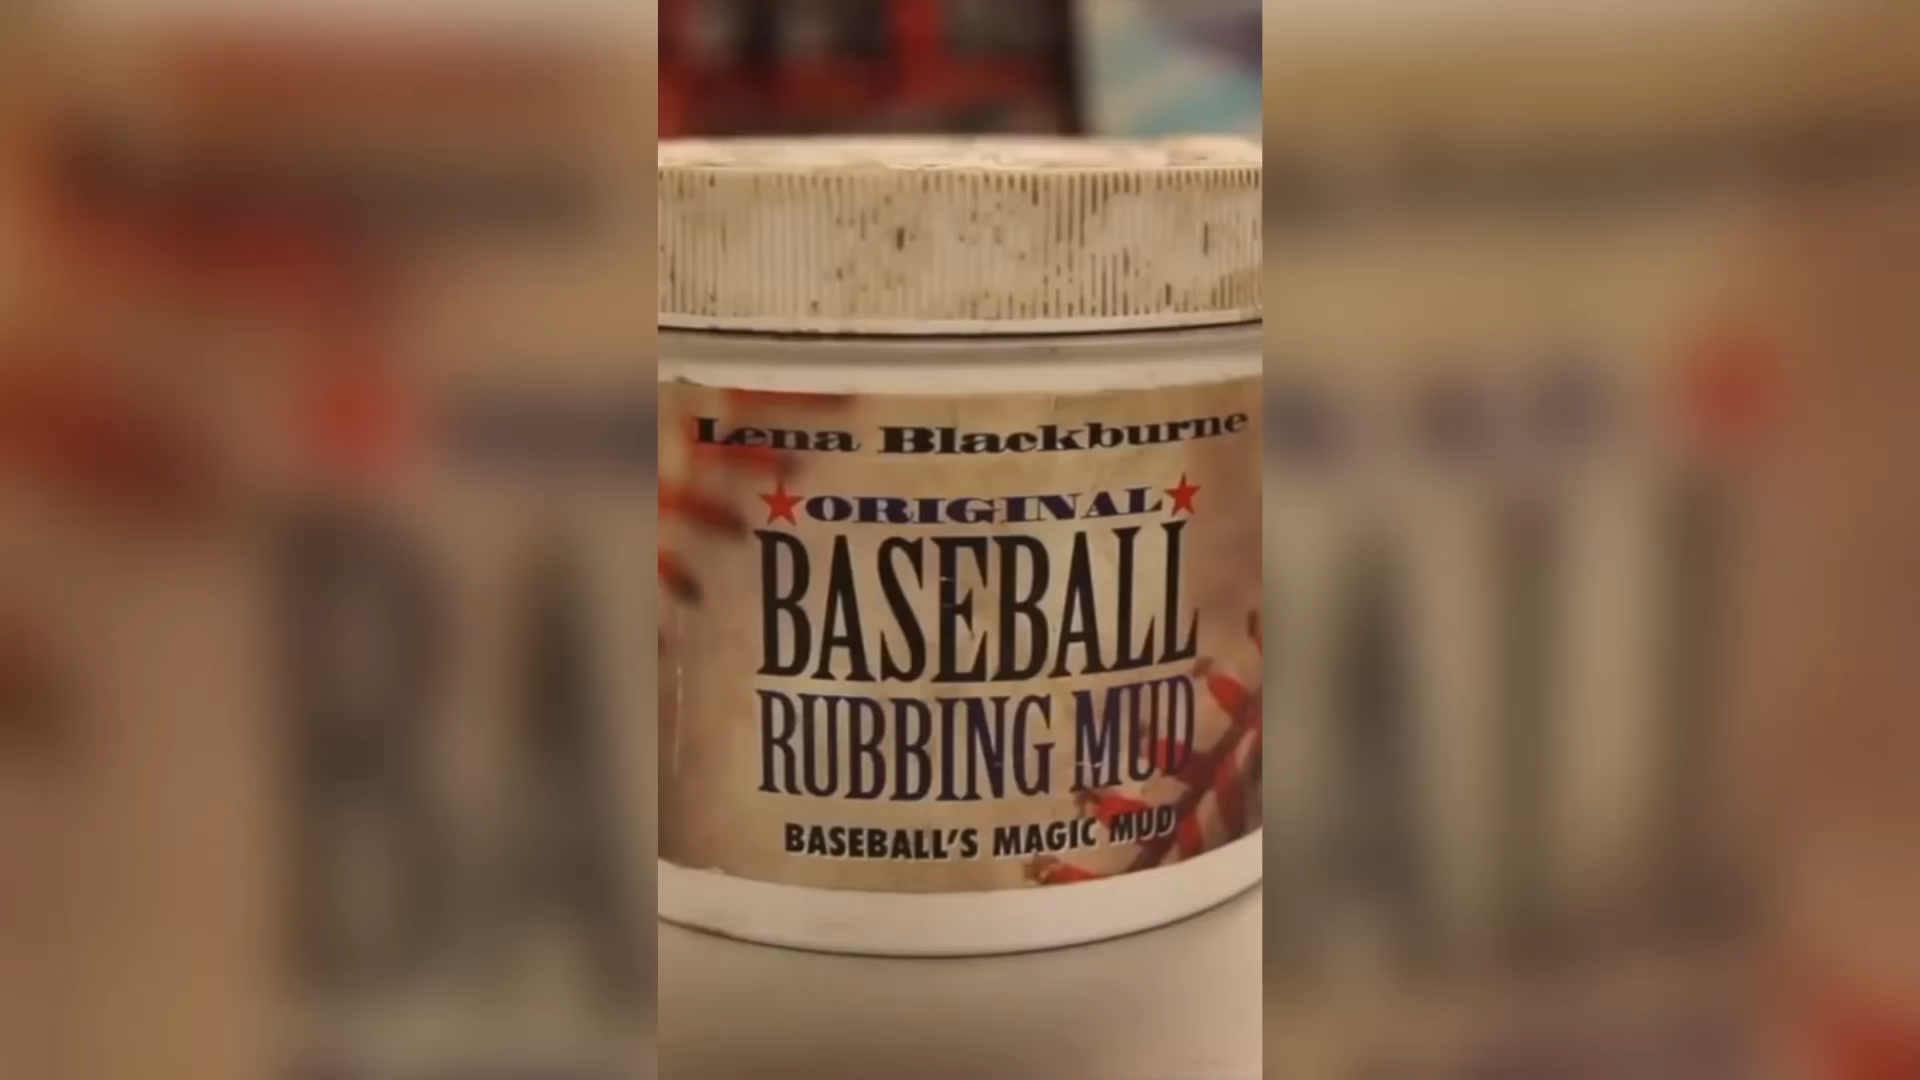 Lena Blackburne
ORIGINAL
BASEBALL
RUBBING MUD
BASEBALL'S MAGIC MUD